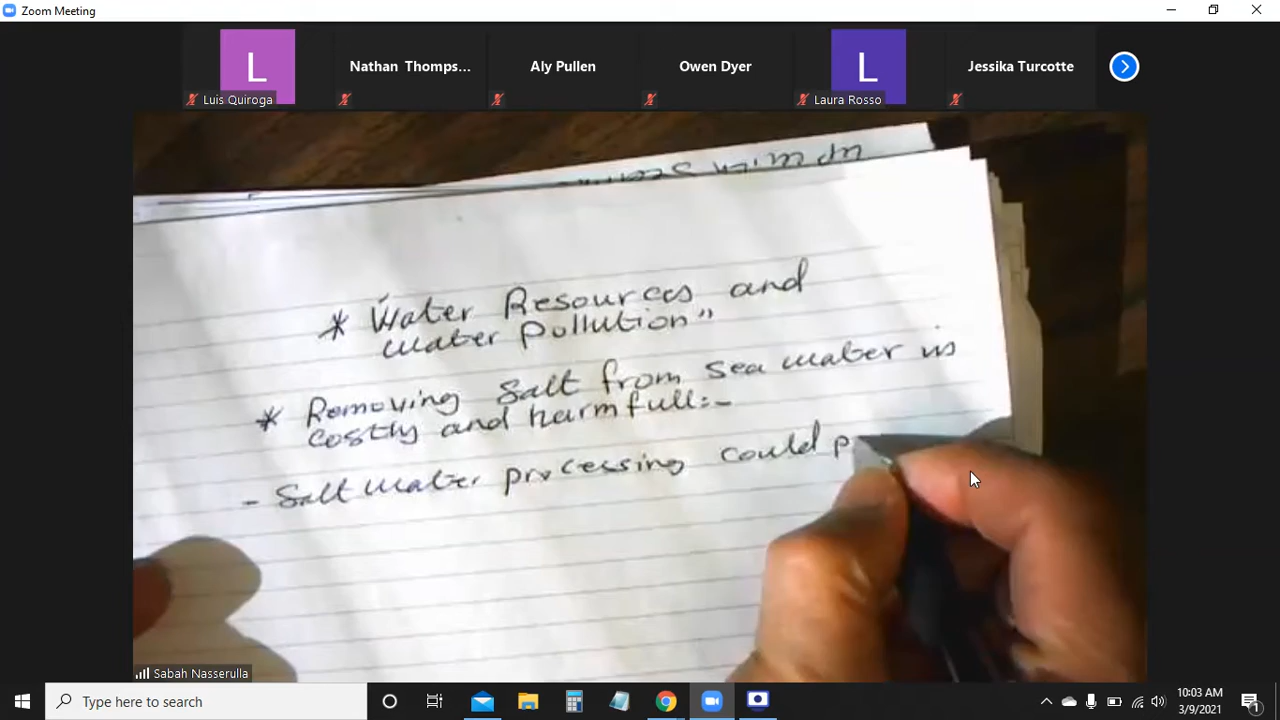 Zoom Meeting
L
Luis Quiroga
Nathan Thomps...
Aly Pullen
Owen Dyer
L
Laura Rosso
Jessika Turcotte
* "Water Resources and
water Pollution"
* Removing Salt from sea water is
costly and harmfull:-
- Salt water processing could p
Sabah Nasserulla
Type here to search
10:03 AM
3/9/2021
1